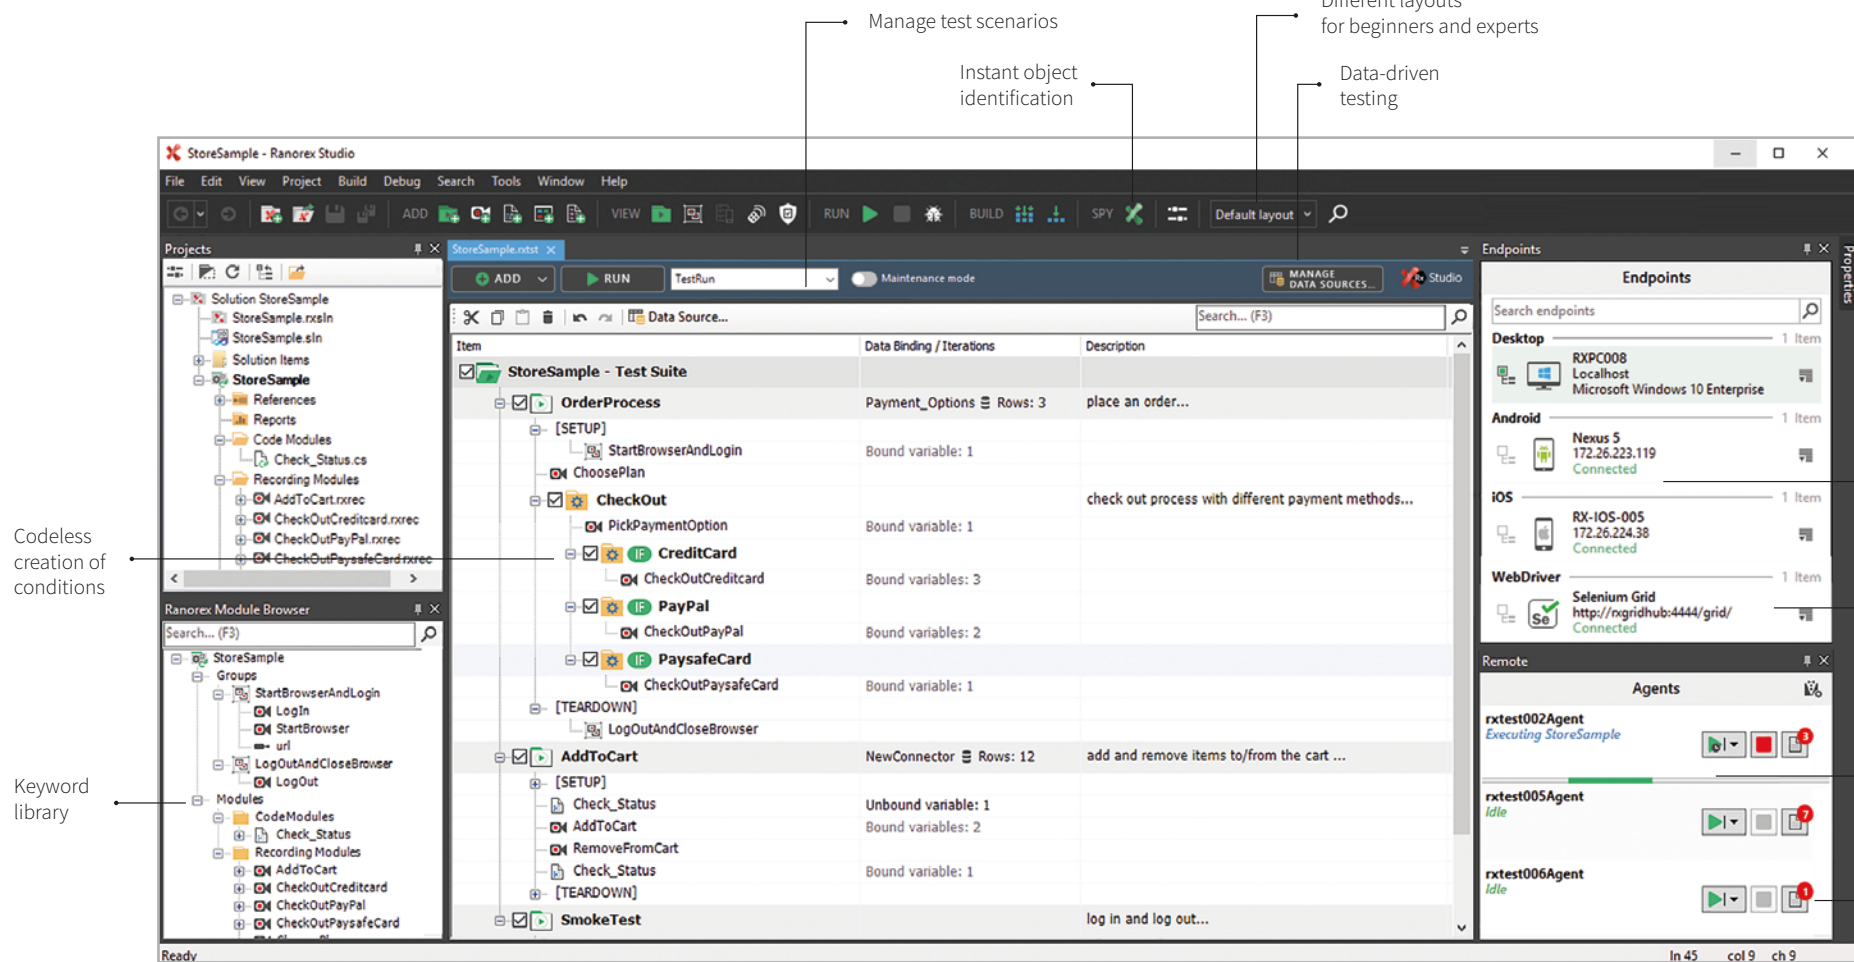 Different layouts
for beginners and experts
Manage test scenarios
Instant object
identification
Data-driven
testing
Codeless
creation of
conditions
Keyword
library
StoreSample - Ranorex Studio
File Edit View Project Build Debug Search Tools Window Help
ADD VIEW RUN BUILD SPY Default layout
Projects
Solution StoreSample
StoreSample.rxsln
StoreSample.sln
Solution Items
StoreSample
References
Reports
Code Modules
Check_Status.cs
Recording Modules
AddToCart.rxrec
CheckOutCreditcard.rxrec
CheckOutPayPal.rxrec
CheckOutPaysafeCard.rxrec
Ranorex Module Browser
Search... (F3)
StoreSample
Groups
StartBrowserAndLogin
LogIn
StartBrowser
url
LogOutAndCloseBrowser
LogOut
Modules
CodeModules
Check_Status
Recording Modules
AddToCart
CheckOutCreditcard
CheckOutPayPal
CheckOutPaysafeCard
StoreSample.rxtst
ADD RUN TestRun Maintenance mode MANAGE
DATA SOURCES... Rx Studio
Data Source... Search... (F3)
Item Data Binding / Iterations Description
StoreSample - Test Suite
OrderProcess Payment_Options Rows: 3 place an order...
[SETUP]
StartBrowserAndLogin Bound variable: 1
ChoosePlan
CheckOut check out process with different payment methods...
PickPaymentOption Bound variable: 1
IF CreditCard
CheckOutCreditcard Bound variables: 3
IF PayPal
CheckOutPayPal Bound variables: 2
IF PaysafeCard
CheckOutPaysafeCard Bound variable: 1
[TEARDOWN]
LogOutAndCloseBrowser
AddToCart NewConnector Rows: 12 add and remove items to/from the cart ...
[SETUP]
Check_Status Unbound variable: 1
AddToCart Bound variables: 2
RemoveFromCart
Check_Status Bound variable: 1
[TEARDOWN]
SmokeTest log in and log out...
Endpoints
Endpoints
Search endpoints
Desktop 1 Item
RXPC008
Localhost
Microsoft Windows 10 Enterprise
Android 1 Item
Nexus 5
172.26.223.119
Connected
iOS 1 Item
RX-IOS-005
172.26.224.38
Connected
WebDriver 1 Item
Se
Selenium Grid
http://rxgridhub:4444/grid/
Connected
Remote
Agents
rxtest002Agent
Executing StoreSample
3
rxtest005Agent
Idle
7
rxtest006Agent
Idle
1
Properties
Ready ln 45 col 9 ch 9